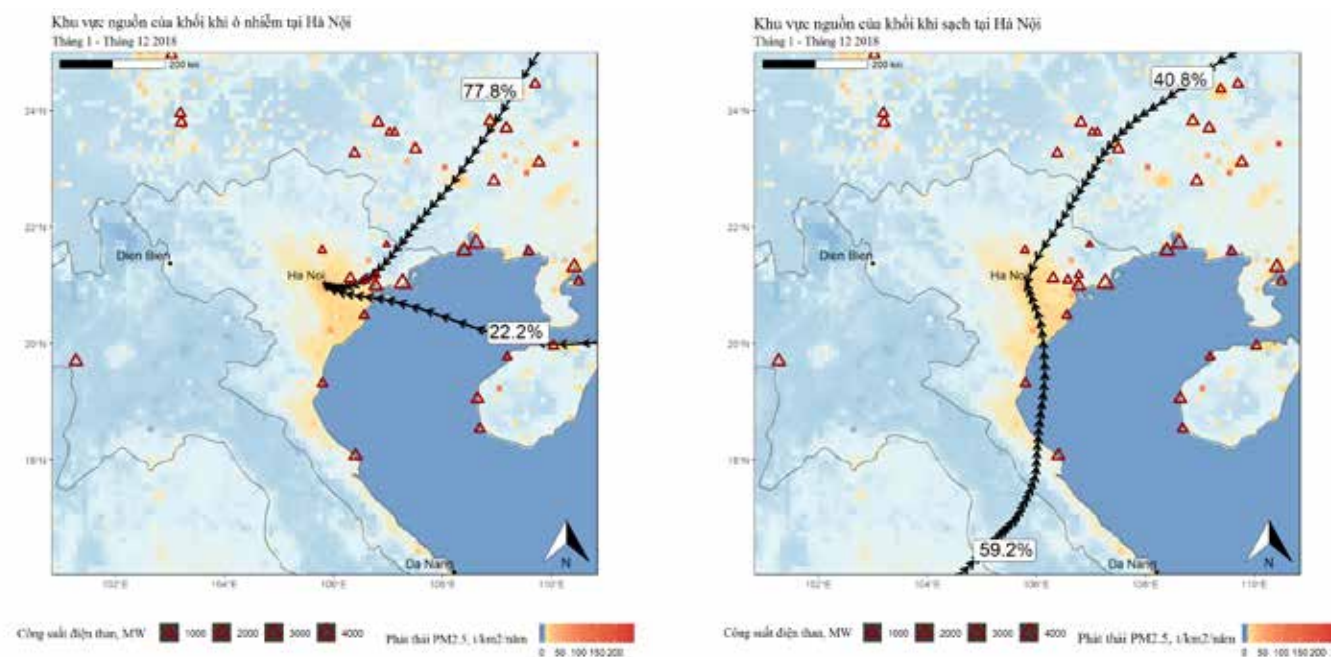 Khu vực nguồn của khối khí ô nhiễm tại Hà Nội
Tháng 1 - Tháng 12 2018
200 km
77.8%
24°N
22°N
Dien Bien
Ha Noi
22.2%
20°N
18°N
Da Nang
N
102°E 104°E 106°E 108°E 110°E
Công suất điện than, MW 1000 2000 3000 4000 Phát thải PM2.5, t/km2/năm
0 50 100 150 200
Khu vực nguồn của khối khí sạch tại Hà Nội
Tháng 1 - Tháng 12 2018
200 km
40.8%
24°N
22°N
Dien Bien
Ha Noi
20°N
18°N
59.2%
Da Nang
N
102°E 104°E 106°E 108°E 110°E
Công suất điện than, MW 1000 2000 3000 4000 Phát thải PM2.5, t/km2/năm
0 50 100 150 200